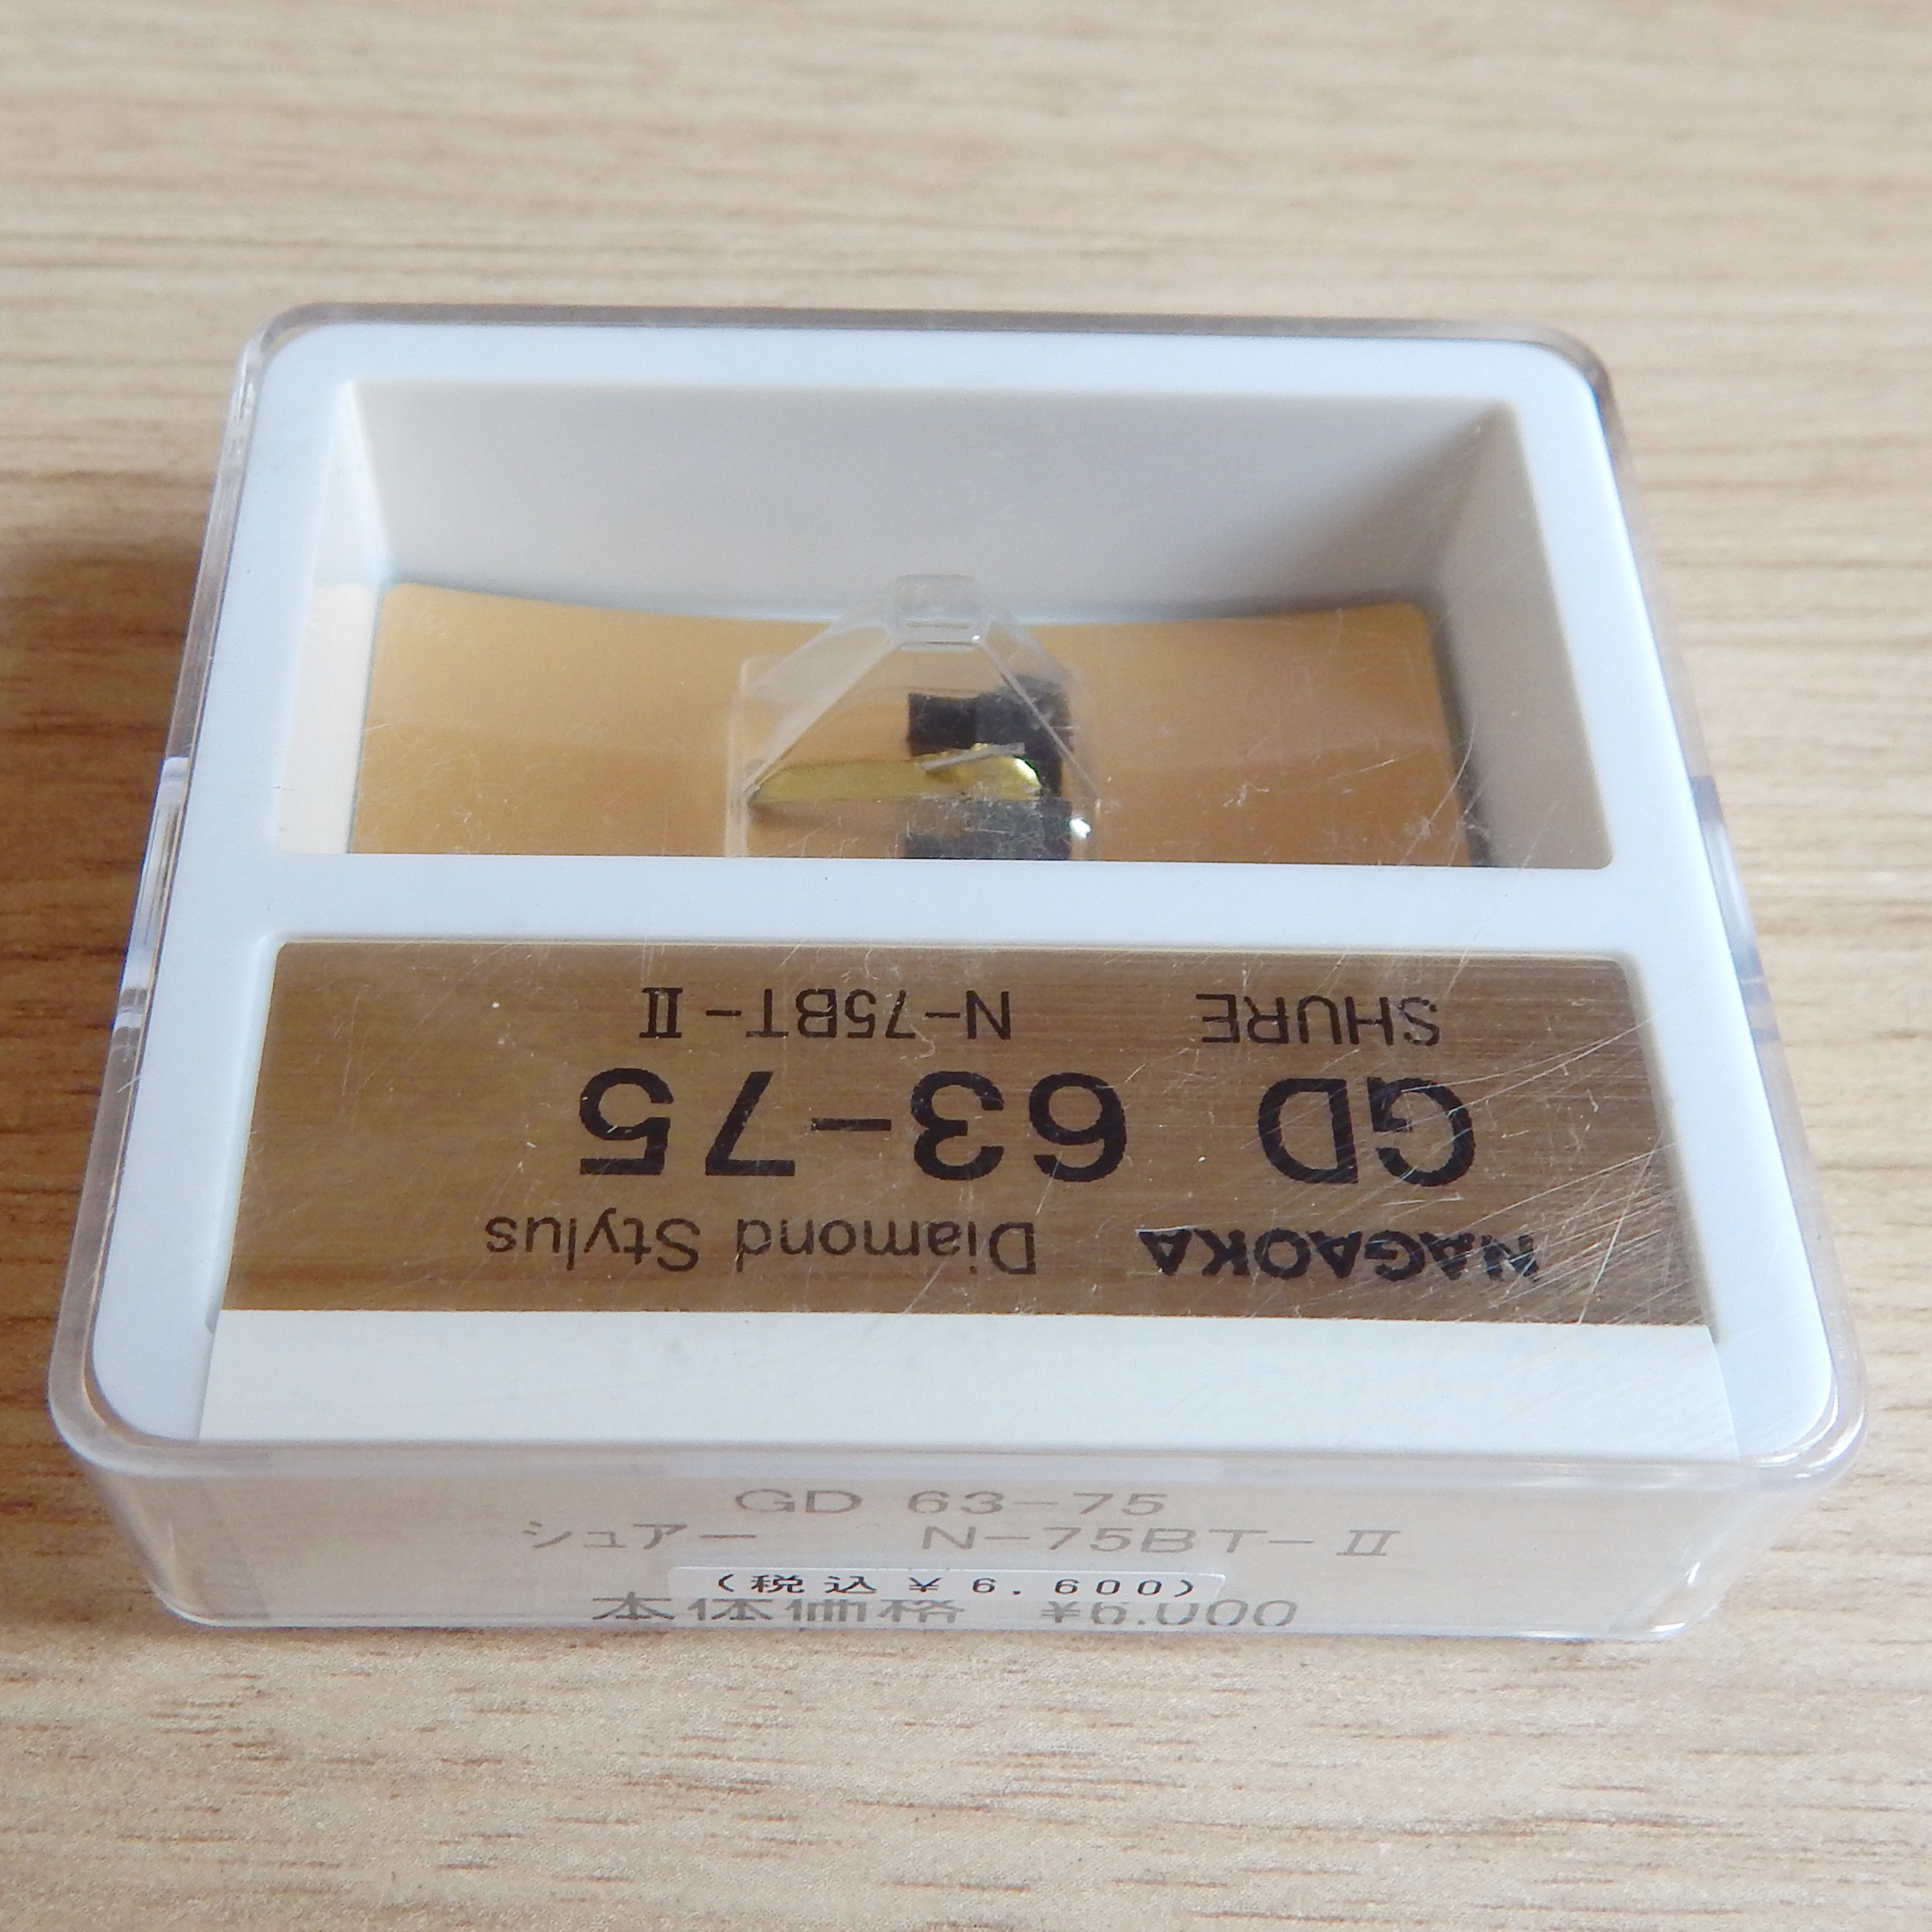 NAGAOKA Diamond Stylus
GD 63-75
SHURE N-75BT-II
GD 63-75
シュアー N-75BT-II
(税込￥6,600)
本体価格 ¥6,000